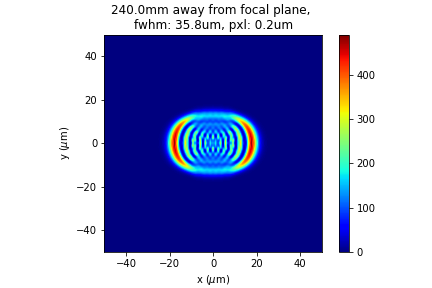 240.0mm away from focal plane,
fwhm: 35.8um, pxl: 0.2um
40
20
0
−20
−40
y (μm)
−40 −20 0 20 40
x (μm)
400
300
200
100
0